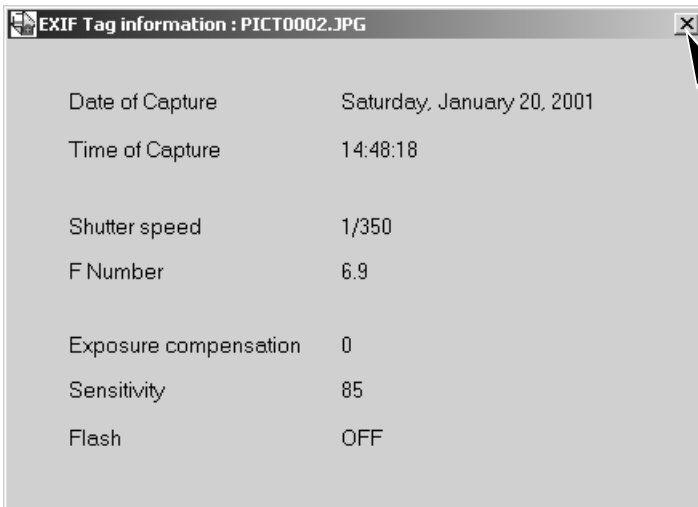 EXIF Tag information : PICT0002.JPG
Date of Capture Saturday, January 20, 2001
Time of Capture 14:48:18
Shutter speed 1/350
F Number 6.9
Exposure compensation 0
Sensitivity 85
Flash OFF